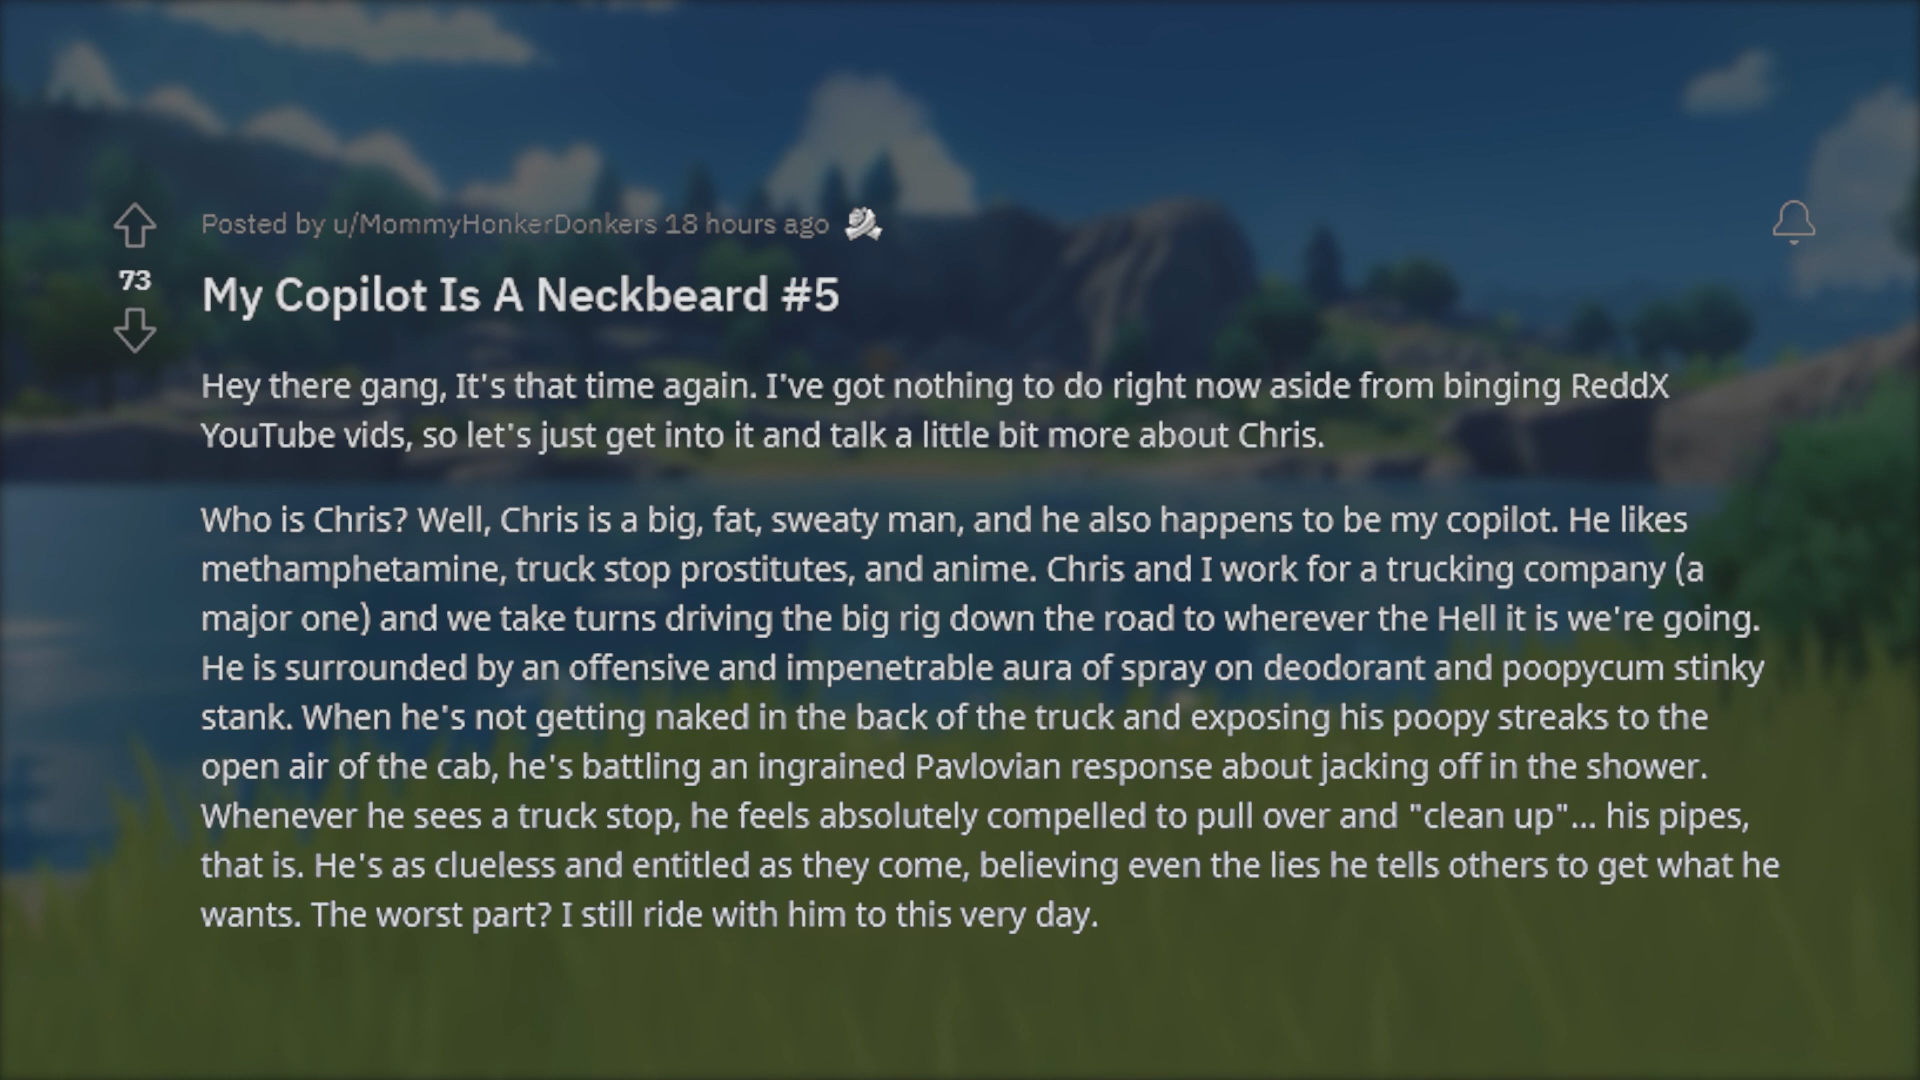 Posted by u/MommyHonkerDonkers 18 hours ago
73
My Copilot Is A Neckbeard #5
Hey there gang, It's that time again. I've got nothing to do right now aside from binging ReddX
YouTube vids, so let's just get into it and talk a little bit more about Chris.
Who is Chris? Well, Chris is a big, fat, sweaty man, and he also happens to be my copilot. He likes
methamphetamine, truck stop prostitutes, and anime. Chris and I work for a trucking company (a
major one) and we take turns driving the big rig down the road to wherever the Hell it is we're going.
He is surrounded by an offensive and impenetrable aura of spray on deodorant and poopycum stinky
stank. When he's not getting naked in the back of the truck and exposing his poopy streaks to the
open air of the cab, he's battling an ingrained Pavlovian response about jacking off in the shower.
Whenever he sees a truck stop, he feels absolutely compelled to pull over and "clean up"... his pipes,
that is. He's as clueless and entitled as they come, believing even the lies he tells others to get what he
wants. The worst part? I still ride with him to this very day.